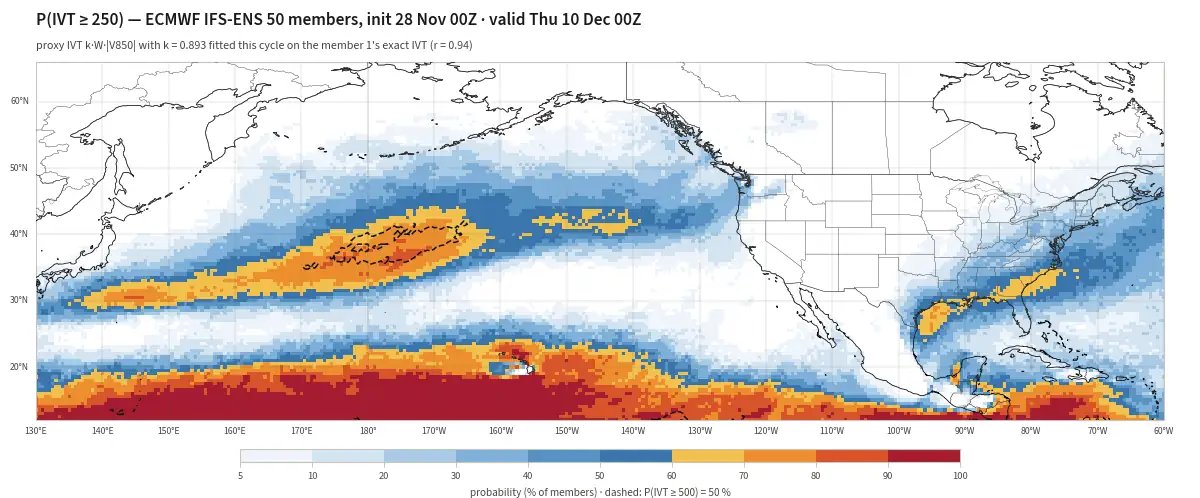 P(IVT ≥ 250) — ECMWF IFS-ENS 50 members, init 28 Nov 00Z · valid Thu 10 Dec 00Z
proxy IVT k·W·|V850| with k = 0.893 fitted this cycle on the member 1's exact IVT (r = 0.94)
60°N
50°N
40°N
30°N
20°N
130°E 140°E 150°E 160°E 170°E 180° 170°W 160°W 150°W 140°W 130°W 120°W 110°W 100°W 90°W 80°W 70°W 60°W
5 10 20 30 40 50 60 70 80 90 100
probability (% of members) · dashed: P(IVT ≥ 500) = 50 %